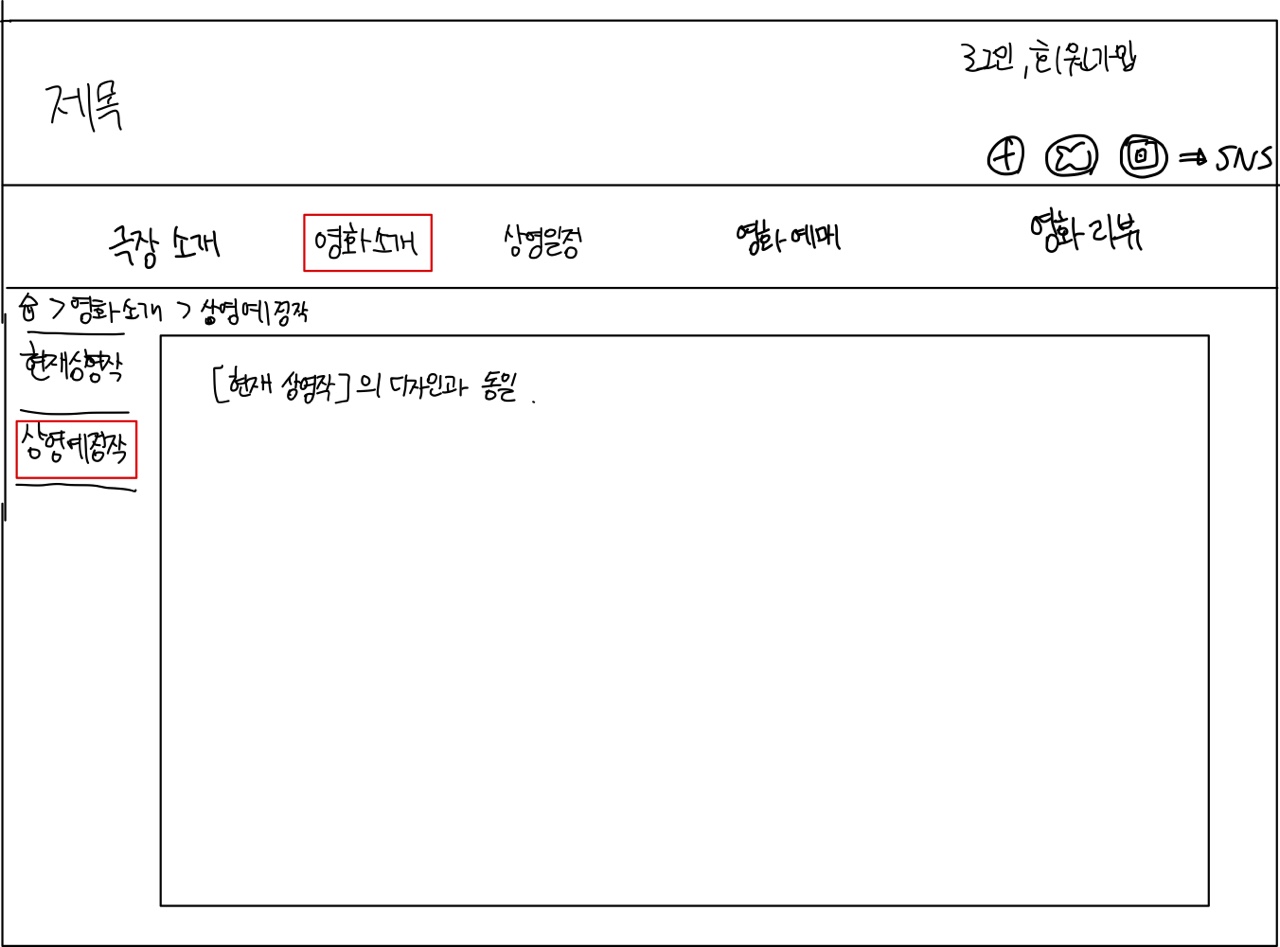 로그인, 회원가입
제목
f ⇒ SNS
극장 소개 영화소개 상영일정 영화예매 영화리뷰
> 영화소개 > 상영예정작
현재상영작
[현재 상영작]의 디자인과 동일.
상영예정작